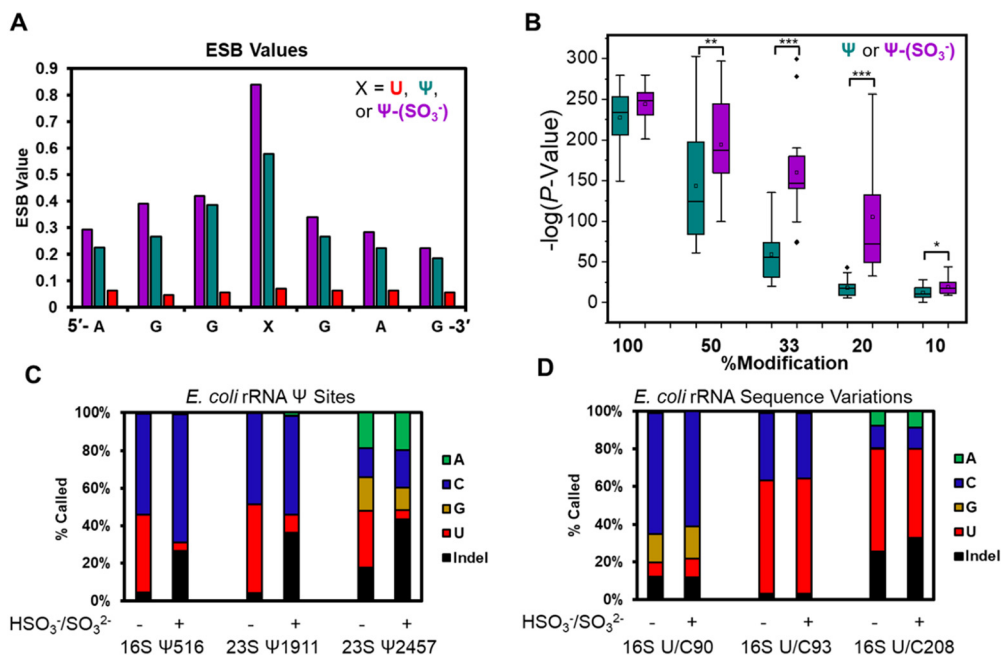 A
ESB Values
0.9
0.8
0.7
0.6
0.5
0.4
0.3
0.2
0.1
0
ESB Value
X = U, Ψ,
or Ψ-(SO₃⁻)
5′- A G G X G A G -3′
B
Ψ or Ψ-(SO₃⁻)
** *** *** *
300
250
200
150
100
50
0
-log(P-Value)
100 50 33 20 10
%Modification
C
E. coli rRNA Ψ Sites
100%
80%
60%
40%
20%
0%
% Called
A
C
G
U
Indel
HSO₃⁻/SO₃²⁻ - + - + - +
16S Ψ516 23S Ψ1911 23S Ψ2457
D
E. coli rRNA Sequence Variations
100%
80%
60%
40%
20%
0%
% Called
A
C
G
U
Indel
HSO₃⁻/SO₃²⁻ - + - + - +
16S U/C90 16S U/C93 16S U/C208